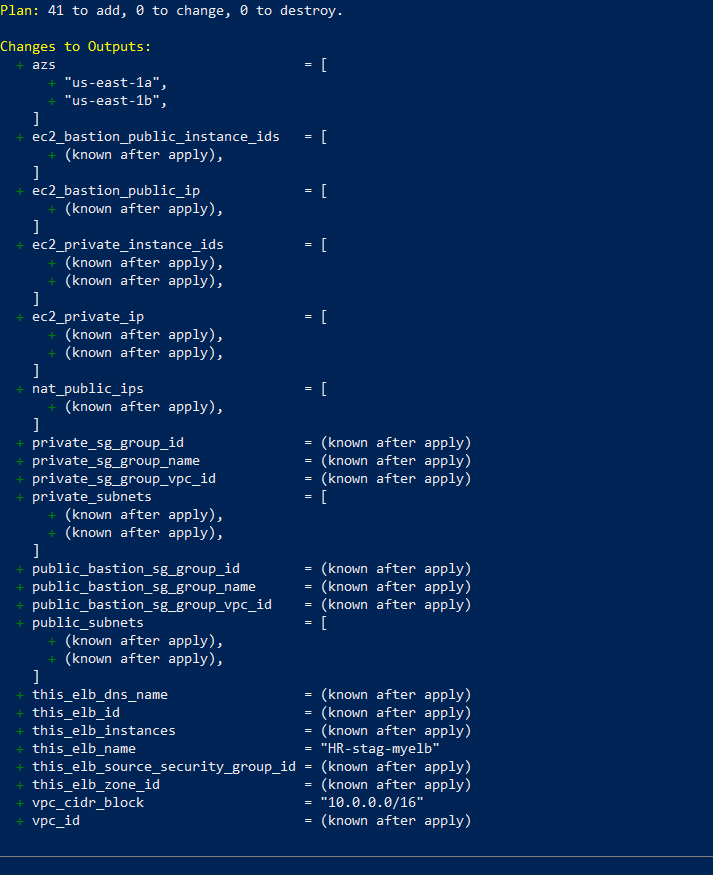 Plan: 41 to add, 0 to change, 0 to destroy.
Changes to Outputs:
  + azs                              = [
      + "us-east-1a",
      + "us-east-1b",
    ]
  + ec2_bastion_public_instance_ids   = [
      + (known after apply),
    ]
  + ec2_bastion_public_ip             = [
      + (known after apply),
    ]
  + ec2_private_instance_ids          = [
      + (known after apply),
      + (known after apply),
    ]
  + ec2_private_ip                    = [
      + (known after apply),
      + (known after apply),
    ]
  + nat_public_ips                    = [
      + (known after apply),
    ]
  + private_sg_group_id               = (known after apply)
  + private_sg_group_name             = (known after apply)
  + private_sg_group_vpc_id           = (known after apply)
  + private_subnets                   = [
      + (known after apply),
      + (known after apply),
    ]
  + public_bastion_sg_group_id        = (known after apply)
  + public_bastion_sg_group_name      = (known after apply)
  + public_bastion_sg_group_vpc_id    = (known after apply)
  + public_subnets                    = [
      + (known after apply),
      + (known after apply),
    ]
  + this_elb_dns_name                 = (known after apply)
  + this_elb_id                       = (known after apply)
  + this_elb_instances                = (known after apply)
  + this_elb_name                     = "HR-stag-myelb"
  + this_elb_source_security_group_id = (known after apply)
  + this_elb_zone_id                  = (known after apply)
  + vpc_cidr_block                    = "10.0.0.0/16"
  + vpc_id                            = (known after apply)